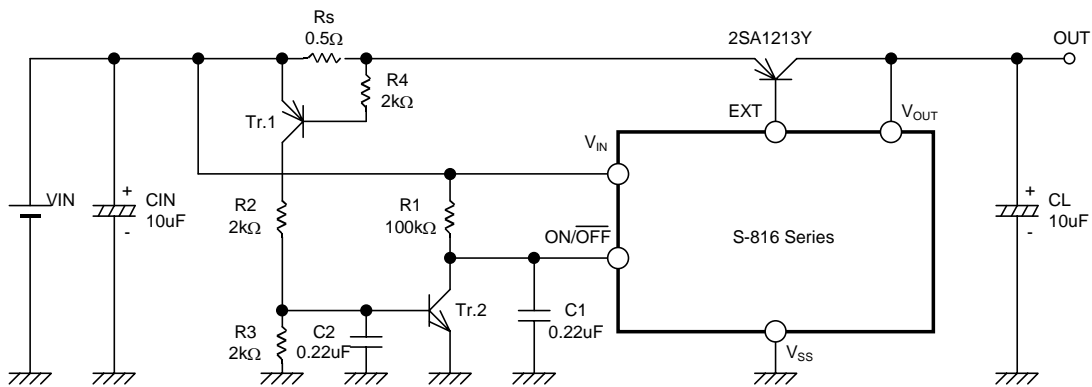 Rs
0.5Ω
2SA1213Y
OUT
R4
2kΩ
Tr.1
EXT
VOUT
VIN
VIN
+
CIN
10uF
-
R2
2kΩ
R1
100kΩ
ON/OFF
S-816 Series
+
CL
10uF
-
Tr.2
R3
2kΩ
C2
0.22uF
C1
0.22uF
VSS